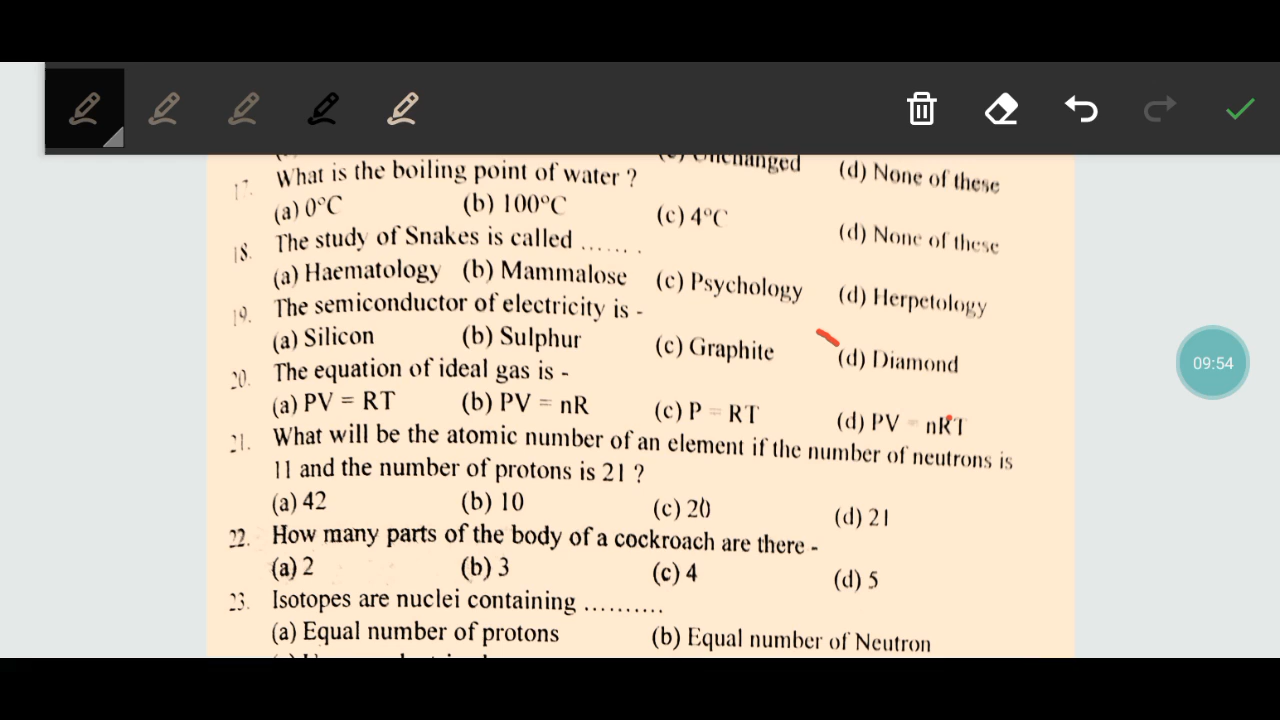 (c) Unchanged (d) None of these
17. What is the boiling point of water ?
(a) 0°C (b) 100°C (c) 4°C (d) None of these
18. The study of Snakes is called .......
(a) Haematology (b) Mammalose (c) Psychology (d) Herpetology
19. The semiconductor of electricity is -
(a) Silicon (b) Sulphur (c) Graphite (d) Diamond
20. The equation of ideal gas is -
(a) PV = RT (b) PV = nR (c) P = RT (d) PV = nRT
21. What will be the atomic number of an element if the number of neutrons is
11 and the number of protons is 21 ?
(a) 42 (b) 10 (c) 20 (d) 21
22. How many parts of the body of a cockroach are there -
(a) 2 (b) 3 (c) 4 (d) 5
23. Isotopes are nuclei containing ..........
(a) Equal number of protons (b) Equal number of Neutron
09:54